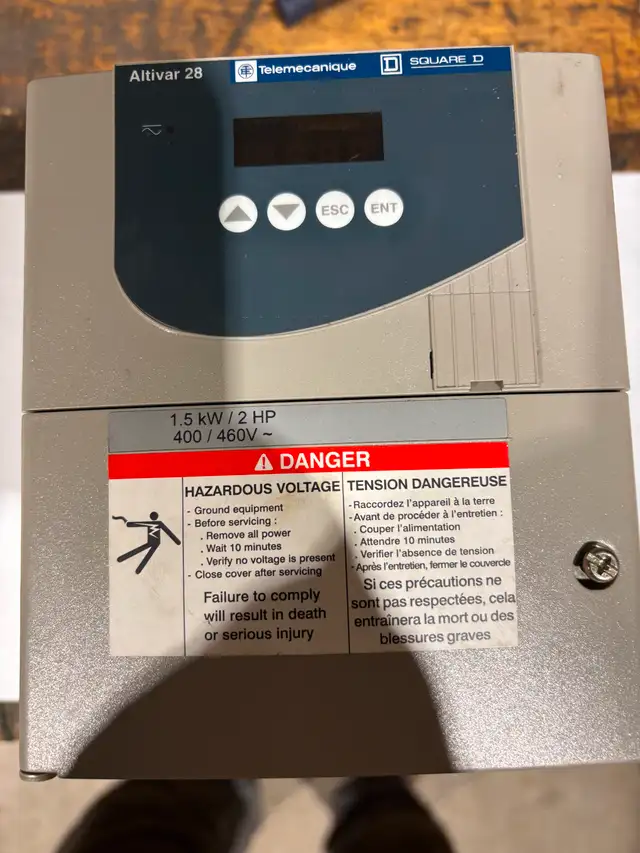 Altivar 28
Telemecanique
SQUARE D
ESC
ENT
1.5 kW / 2 HP
400 / 460V ~
DANGER
HAZARDOUS VOLTAGE
- Ground equipment
- Before servicing :
. Remove all power
. Wait 10 minutes
. Verify no voltage is present
- Close cover after servicing
Failure to comply
will result in death
or serious injury
TENSION DANGEREUSE
- Raccordez l'appareil à la terre
- Avant de procéder à l'entretien :
. Couper l'alimentation
. Attendre 10 minutes
. Verifier l'absence de tension
- Après l'entretien, fermer le couvercle
Si ces précautions ne
sont pas respectées, cela
entraînera la mort ou des
blessures graves